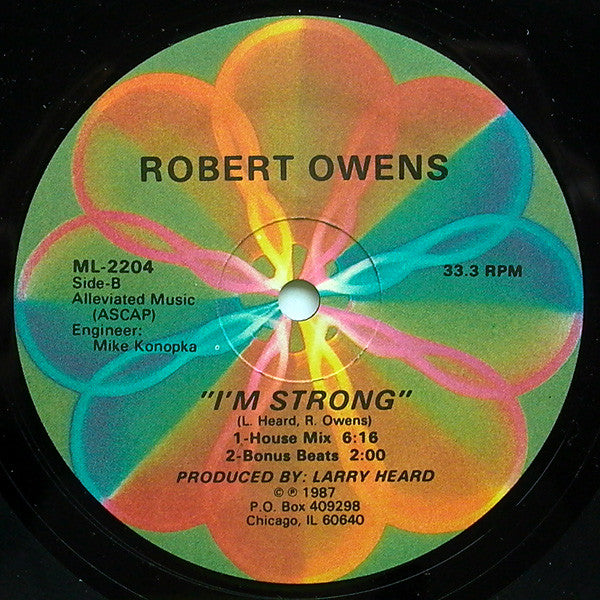 ROBERT OWENS
ML-2204
Side-B
Alleviated Music
(ASCAP)
Engineer:
Mike Konopka
33.3 RPM
"I'M STRONG"
(L. Heard, R. Owens)
1-House Mix 6:16
2-Bonus Beats 2:00
PRODUCED BY: LARRY HEARD
© ℗ 1987
P.O. Box 409298
Chicago, IL 60640